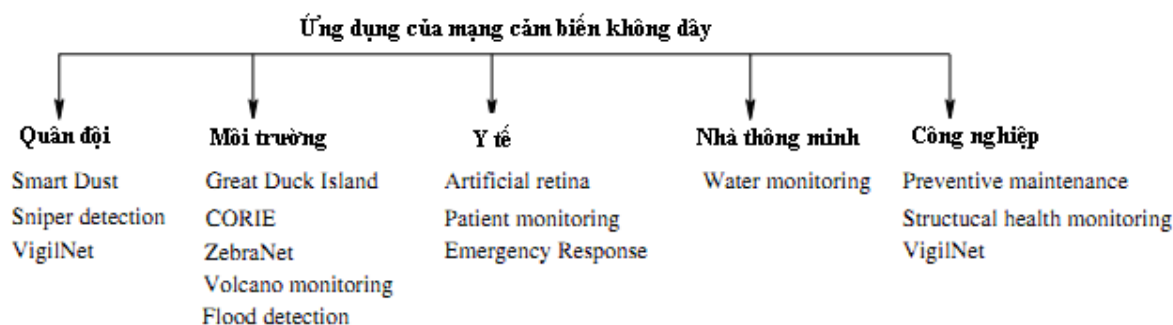 Ứng dụng của mạng cảm biến không dây
Quân đội
Smart Dust
Sniper detection
VigilNet
Môi trường
Great Duck Island
CORIE
ZebraNet
Volcano monitoring
Flood detection
Y tế
Artificial retina
Patient monitoring
Emergency Response
Nhà thông minh
Water monitoring
Công nghiệp
Preventive maintenance
Structucal health monitoring
VigilNet